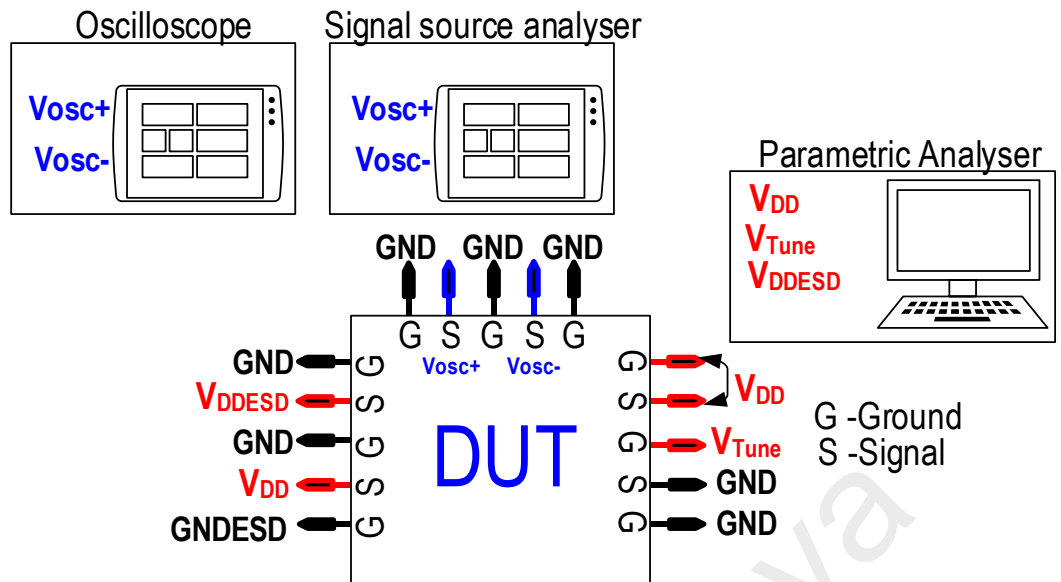 Oscilloscope
Signal source analyser
Vosc+
Vosc-
Vosc+
Vosc-
Parametric Analyser
VDD
VTune
VDDESD
GND GND GND
G S G S G
Vosc+ Vosc-
GND G
VDDESD S
GND G
VDD S
GNDESD G
DUT
G
S
VDD
G VTune
S GND
G GND
G -Ground
S -Signal
ya